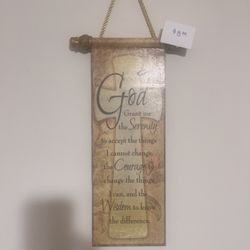 $8.00
God
Grant me
the Serenity
to accept the things
I cannot change,
the Courage to
change the things
I can, and the
Wisdom to know
the difference.